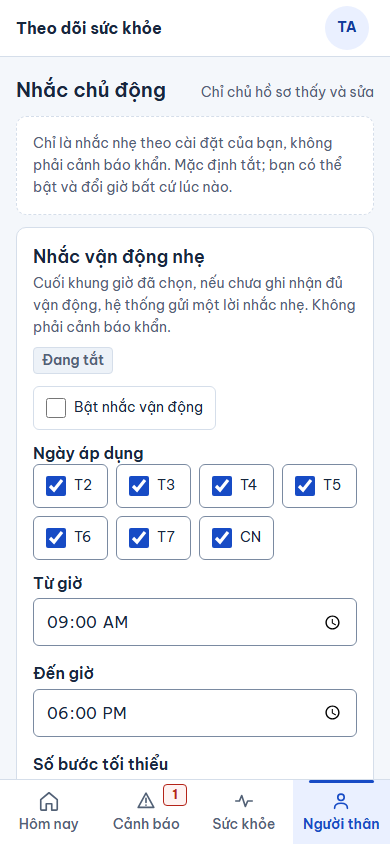 Theo dõi sức khỏe
TA
Nhắc chủ động
Chỉ chủ hồ sơ thấy và sửa
Chỉ là nhắc nhẹ theo cài đặt của bạn, không
phải cảnh báo khẩn. Mặc định tắt; bạn có thể
bật và đổi giờ bất cứ lúc nào.
Nhắc vận động nhẹ
Cuối khung giờ đã chọn, nếu chưa ghi nhận đủ
vận động, hệ thống gửi một lời nhắc nhẹ. Không
phải cảnh báo khẩn.
Đang tắt
Bật nhắc vận động
Ngày áp dụng
T2 T3 T4 T5
T6 T7 CN
Từ giờ
09:00 AM
Đến giờ
06:00 PM
Số bước tối thiểu
1
Hôm nay Cảnh báo Sức khỏe Người thân